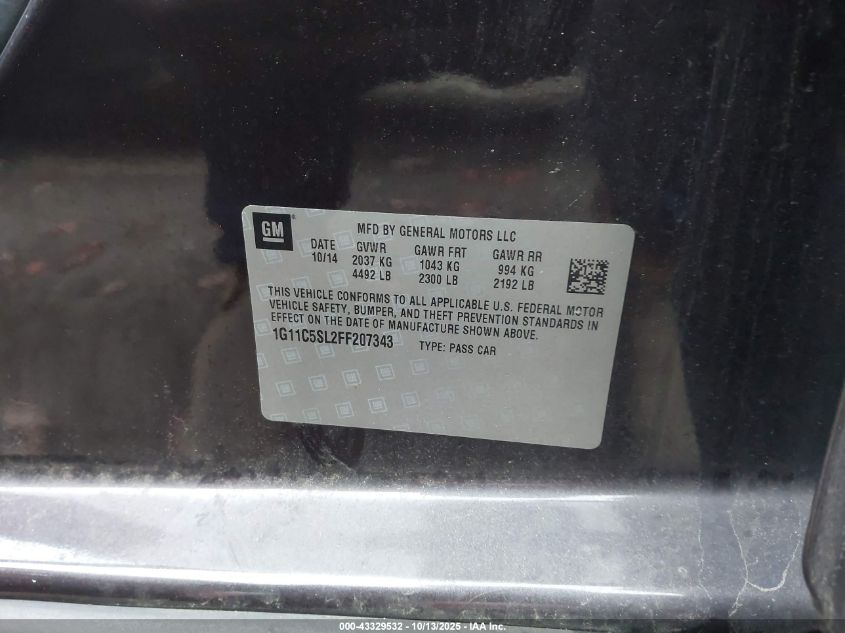 GM
MFD BY GENERAL MOTORS LLC
DATE GVWR GAWR FRT GAWR RR
10/14 2037 KG 1043 KG 994 KG
4492 LB 2300 LB 2192 LB
THIS VEHICLE CONFORMS TO ALL APPLICABLE U.S. FEDERAL MOTOR
VEHICLE SAFETY, BUMPER, AND THEFT PREVENTION STANDARDS IN
EFFECT ON THE DATE OF MANUFACTURE SHOWN ABOVE.
1G11C5SL2FF207343 TYPE: PASS CAR
000-43329532 - 10/13/2025 - IAA Inc.